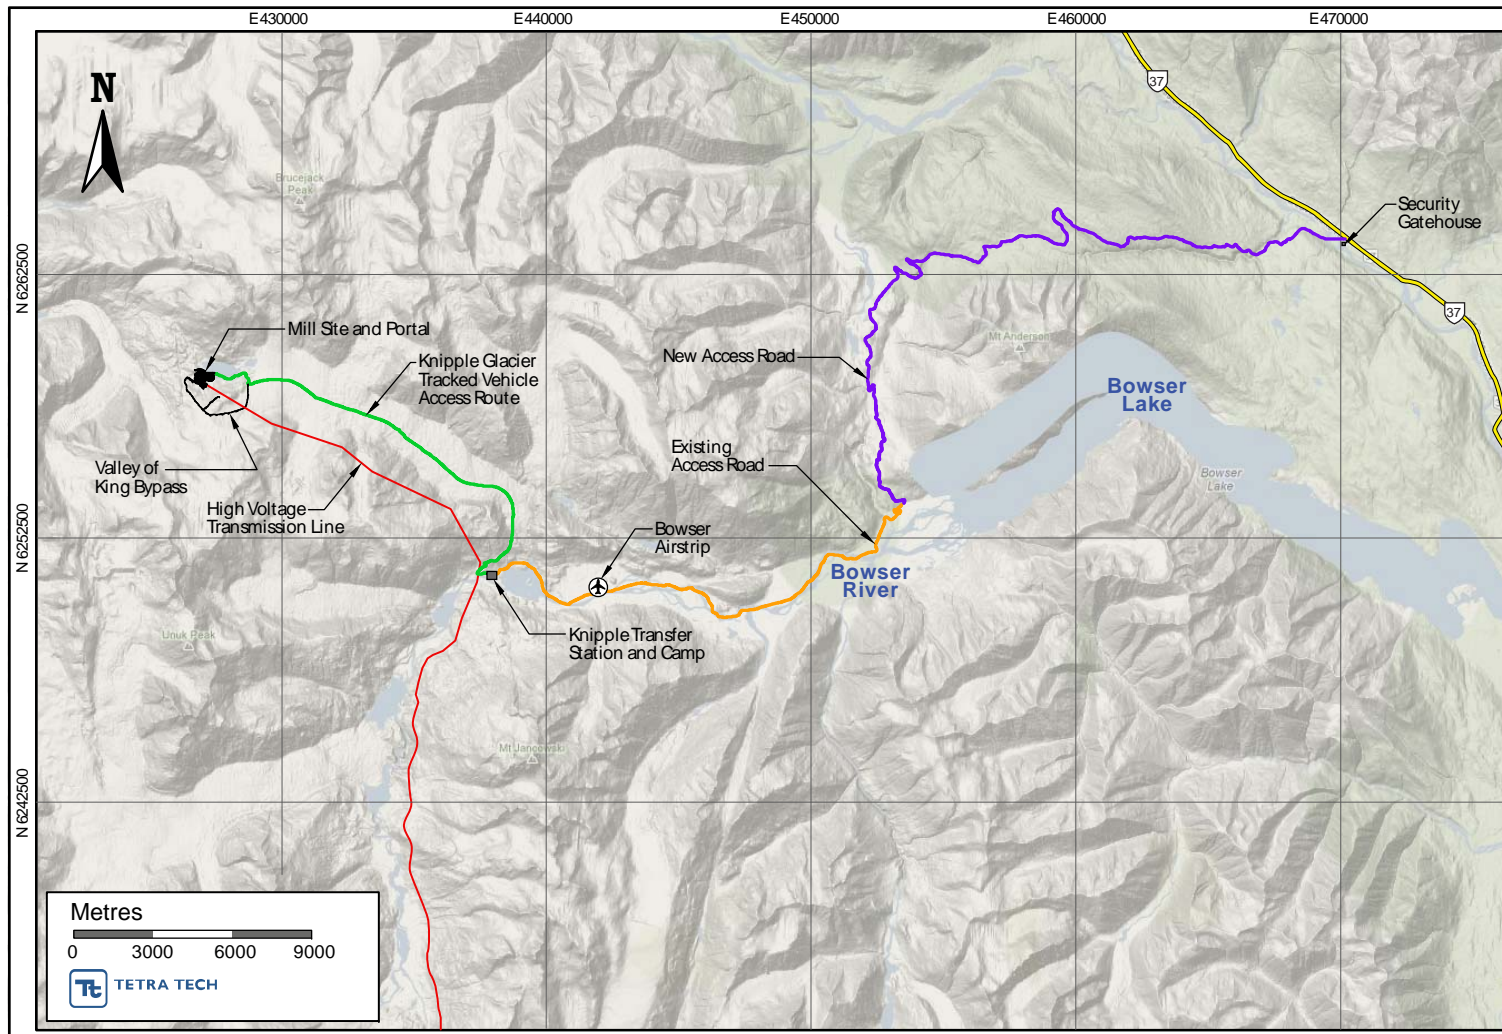 E430000
E440000
E450000
E460000
E470000
N
37
Brucejack
Peak
Security
Gatehouse
N 6262500
37
Mill Site and Portal
Mt Anderson
Knipple Glacier
Tracked Vehicle
Access Route
New Access Road
Bowser
Lake
Existing
Access Road
Valley of
King Bypass
Bowser
Lake
High Voltage
Transmission Line
Bowser
Airstrip
N 6252500
Bowser
River
Unuk Peak
Knipple Transfer
Station and Camp
Mt Jancowski
N 6242500
Metres
0 3000 6000 9000
Tt TETRA TECH